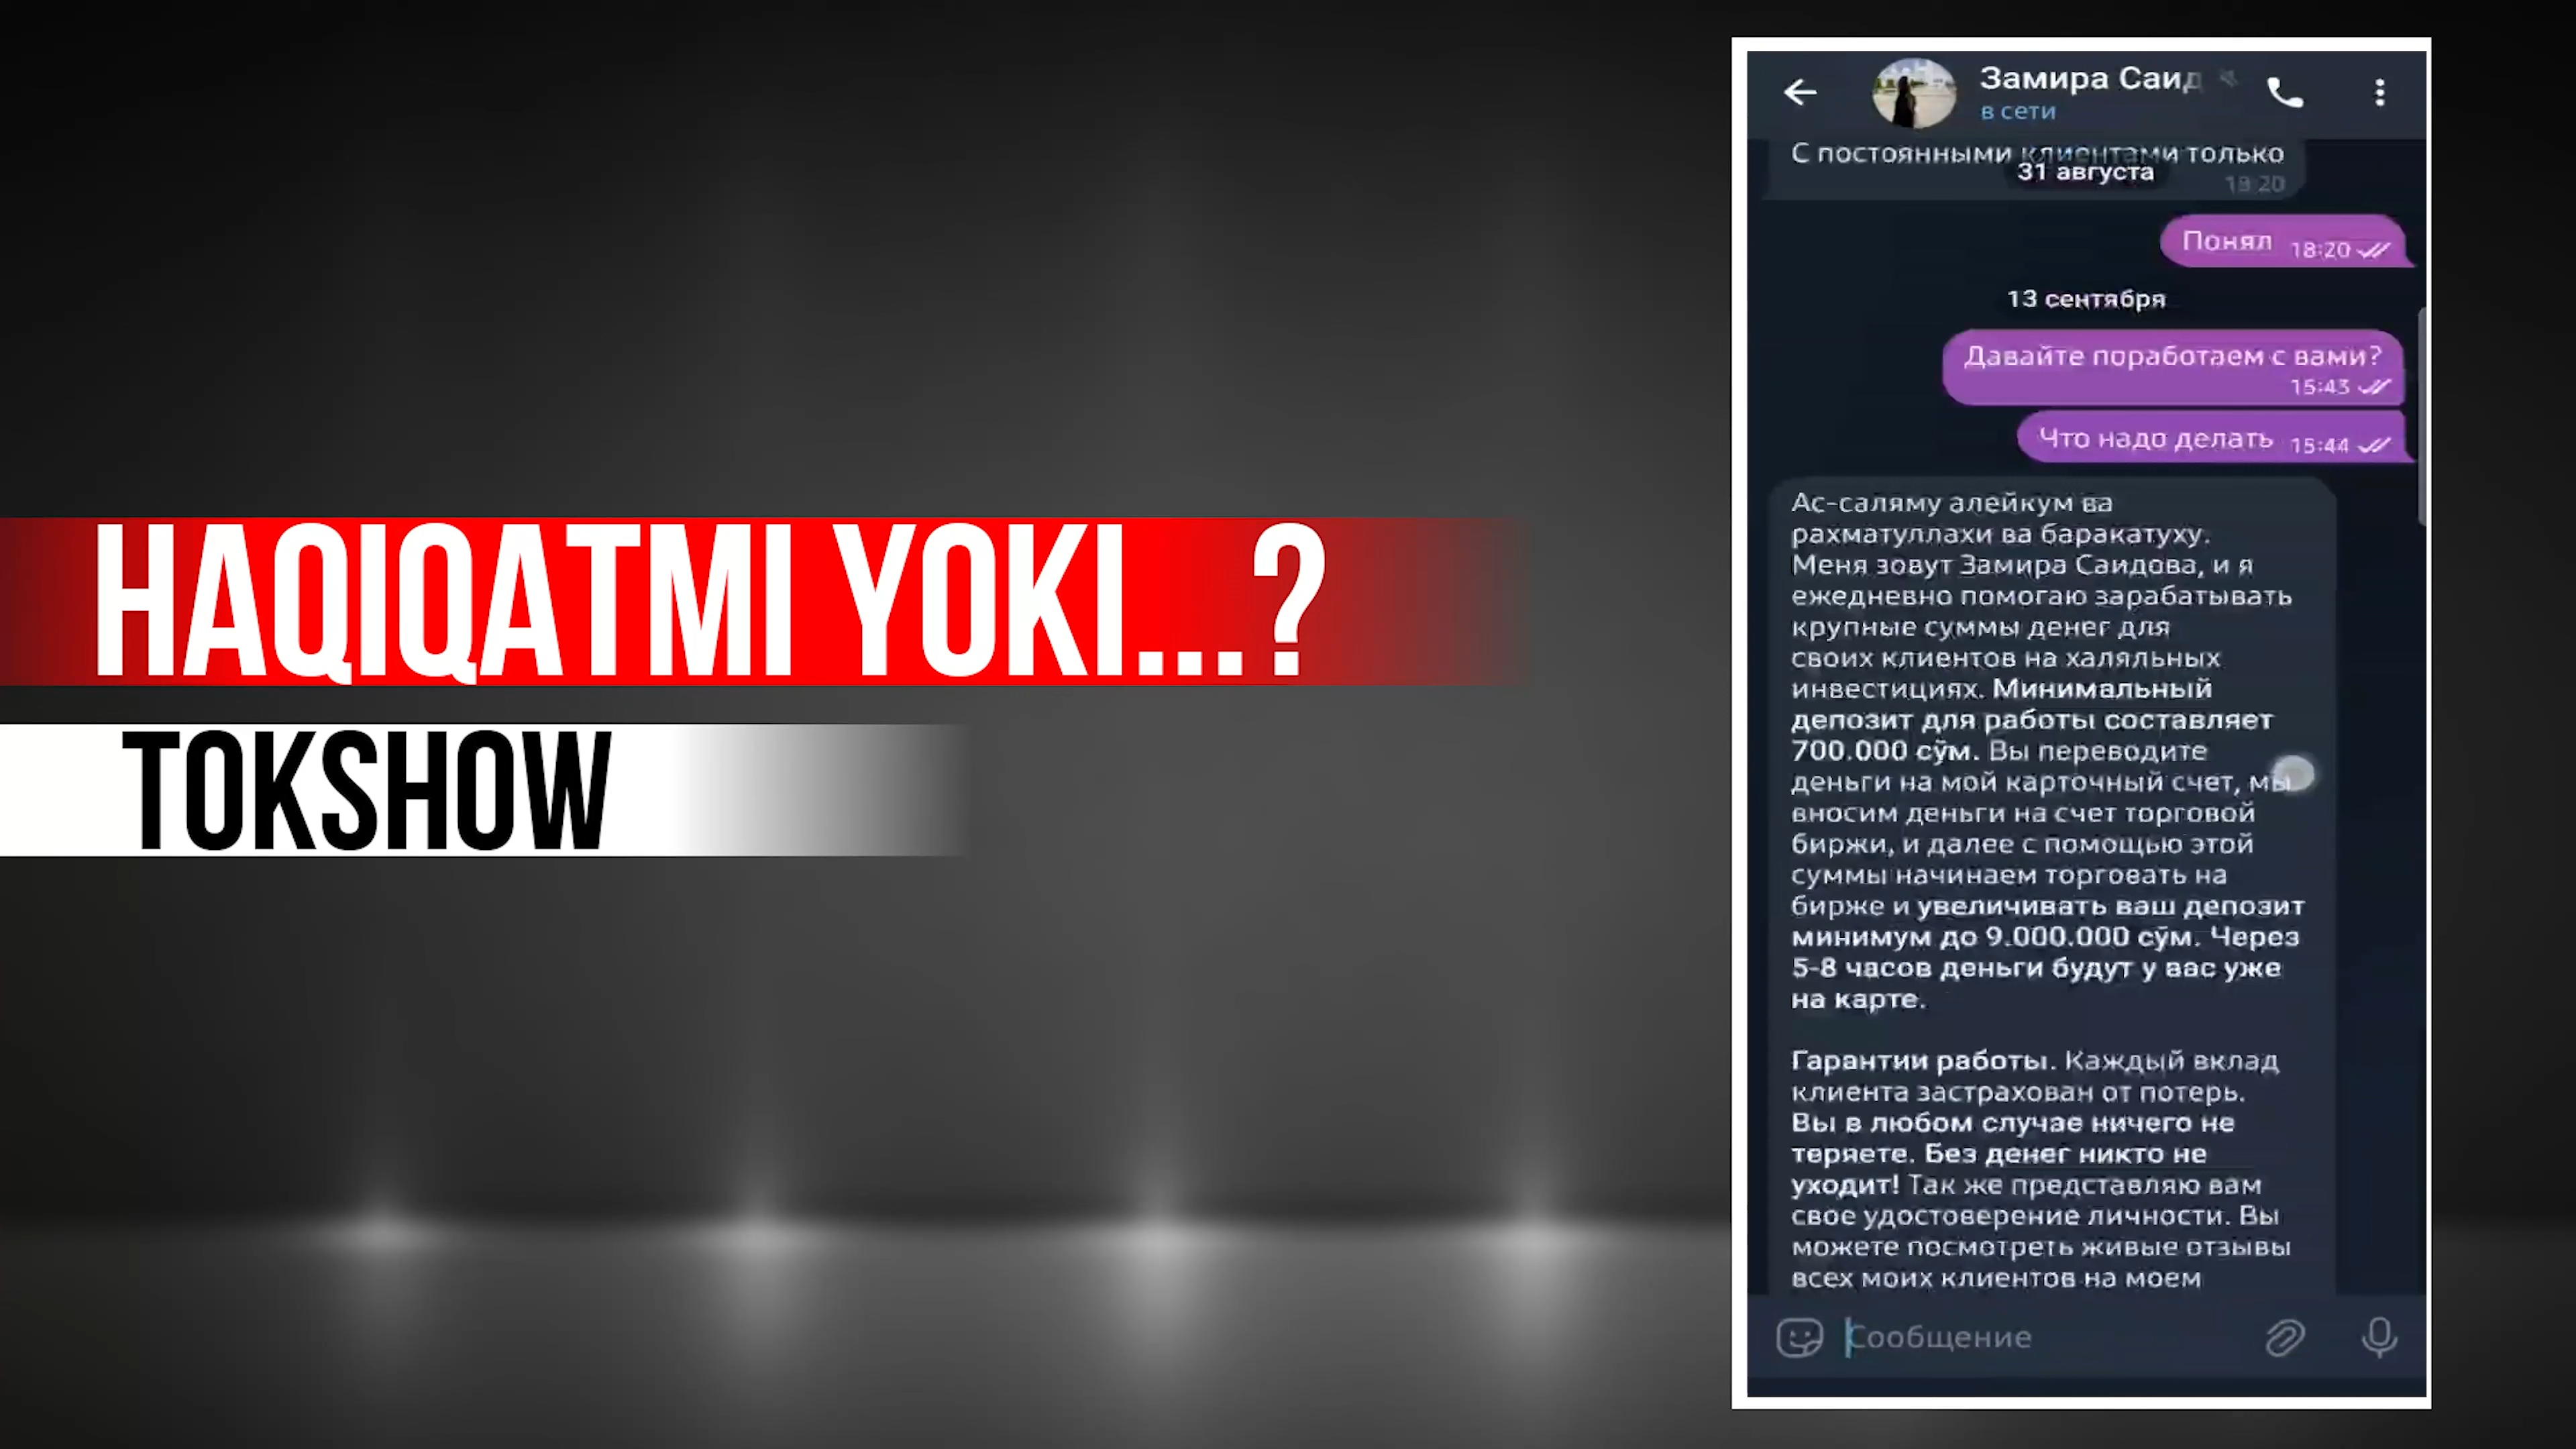 HAQIQATMI YOKI...?
TOKSHOW
Замира Саид
в сети
С постоянными клиентами только
31 августа
18:20
Понял 18:20
13 сентября
Давайте поработаем с вами?
15:43
Что надо делать 15:44
Ас-саляму алейкум ва
рахматуллахи ва баракатуху.
Меня зовут Замира Саидова, и я
ежедневно помогаю зарабатывать
крупные суммы денег для
своих клиентов на халяльных
инвестициях. Минимальный
депозит для работы составляет
700.000 сўм. Вы переводите
деньги на мой карточный счет, мы
вносим деньги на счет торговой
биржи, и далее с помощью этой
суммы начинаем торговать на
бирже и увеличивать ваш депозит
минимум до 9.000.000 сўм. Через
5-8 часов деньги будут у вас уже
на карте.
Гарантии работы. Каждый вклад
клиента застрахован от потерь.
Вы в любом случае ничего не
теряете. Без денег никто не
уходит! Так же представляю вам
свое удостоверение личности. Вы
можете посмотреть живые отзывы
всех моих клиентов на моем
Сообщение